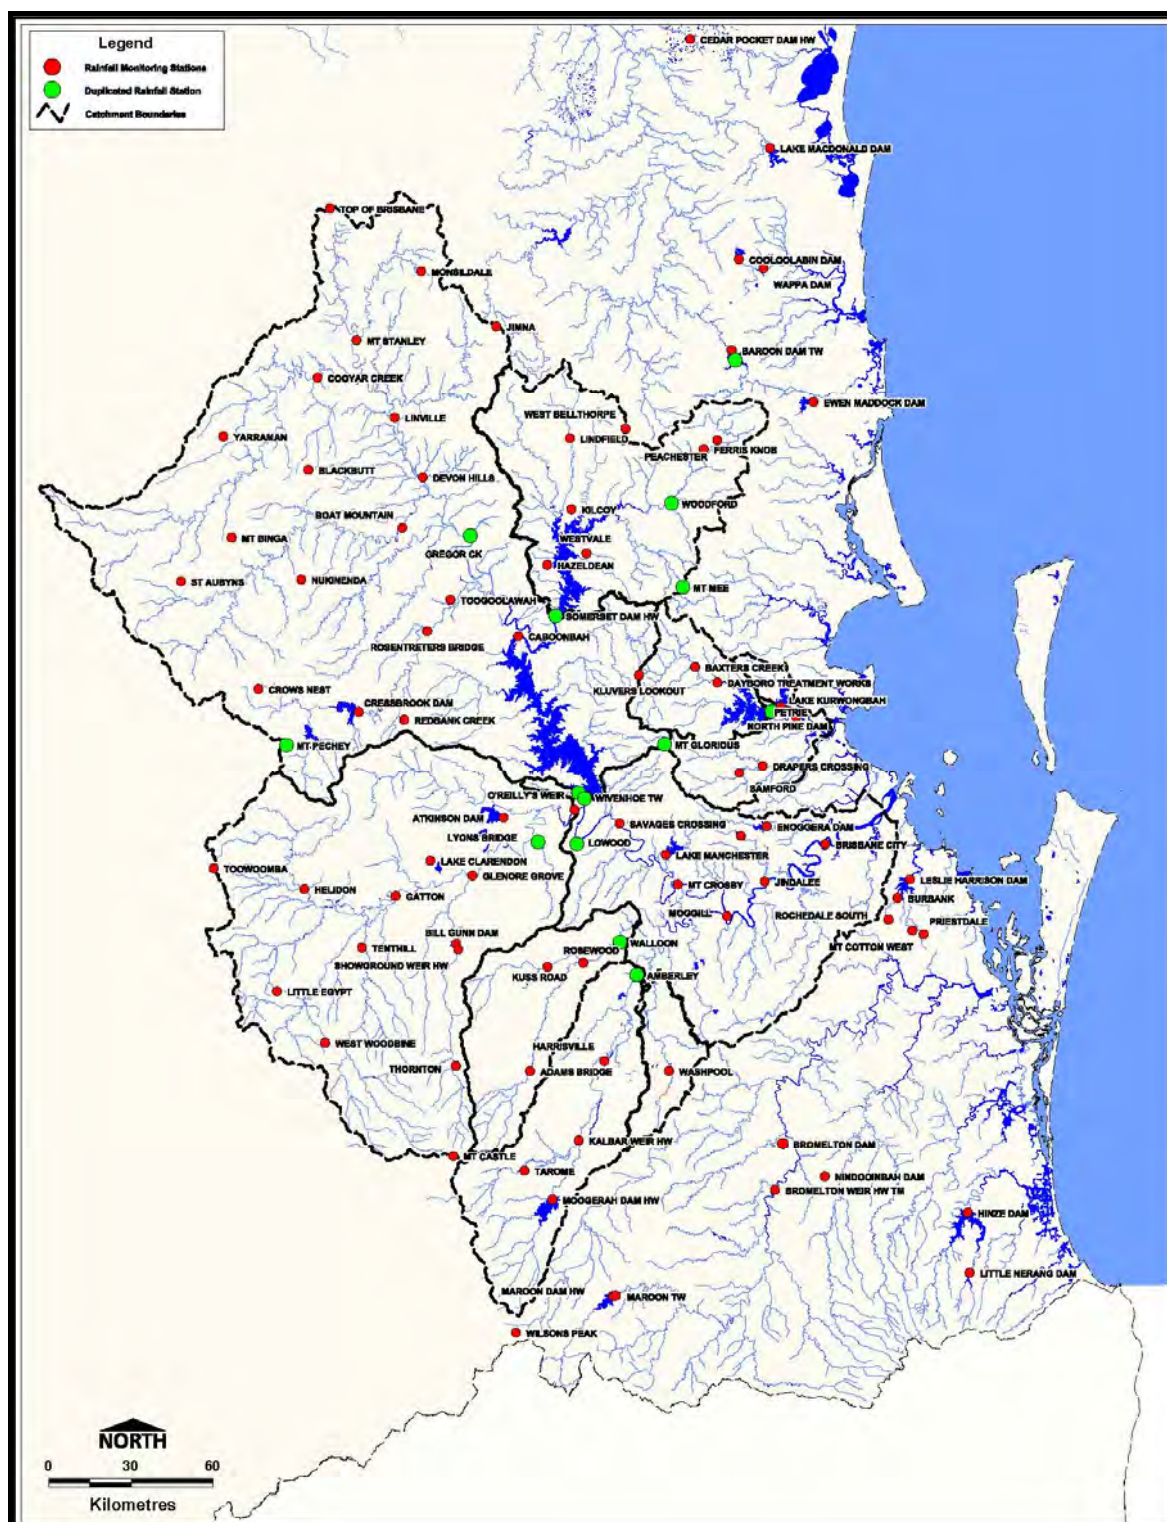 Legend
Rainfall Monitoring Stations
Duplicated Rainfall Station
Catchment Boundaries
CEDAR POCKET DAM HW
LAKE MACDONALD DAM
TOP OF BRISBANE
COOLOOLABIN DAM
MONSILDALE
WAPPA DAM
JIMNA
MT STANLEY
BAROON DAM TW
COOYAR CREEK
EWEN MADDOCK DAM
WEST BELLTHORPE
LINVILLE
LINDFIELD
YARRAMAN
PEACHESTER
FERRIS KNOB
BLACKBUTT
DEVON HILLS
WOODFORD
KILCOY
BOAT MOUNTAIN
MT BINGA
WESTVALE
GREGOR CK
HAZELDEAN
ST AUBYNS
NUKINENDA
MT MEE
TOOGOOLAWAH
SOMERSET DAM HW
CABOONBAH
ROSENTRETERS BRIDGE
BAXTERS CREEK
KLUVERS LOOKOUT
DAYBORO TREATMENT WORKS
CROWS NEST
LAKE KURWONGBAH
CRESSBROOK DAM
PETRIE
REDBANK CREEK
NORTH PINE DAM
MT PECHEY
MT GLORIOUS
DRAPERS CROSSING
SAMFORD
O'REILLY'S WEIR
WIVENHOE TW
ATKINSON DAM
SAVAGES CROSSING
ENOGGERA DAM
LYONS BRIDGE
LOWOOD
BRISBANE CITY
LAKE MANCHESTER
LAKE CLARENDON
TOOWOOMBA
GLENORE GROVE
LESLIE HARRISON DAM
HELIDON
MT CROSBY
JINDALEE
GATTON
BURBANK
MOGGILL
ROCHEDALE SOUTH
PRIESTDALE
BILL GUNN DAM
WALLOON
TENTHILL
ROSEWOOD
MT COTTON WEST
SHOWGROUND WEIR HW
KUSS ROAD
AMBERLEY
LITTLE EGYPT
WEST WOODBINE
HARRISVILLE
THORNTON
ADAMS BRIDGE
WASHPOOL
KALBAR WEIR HW
BROMELTON DAM
MT CASTLE
TAROME
NINDOOINBAH DAM
BROMELTON WEIR HW TM
MOOGERAH DAM HW
HINZE DAM
LITTLE NERANG DAM
MAROON DAM HW
MAROON TW
WILSONS PEAK
NORTH
0 30 60
Kilometres